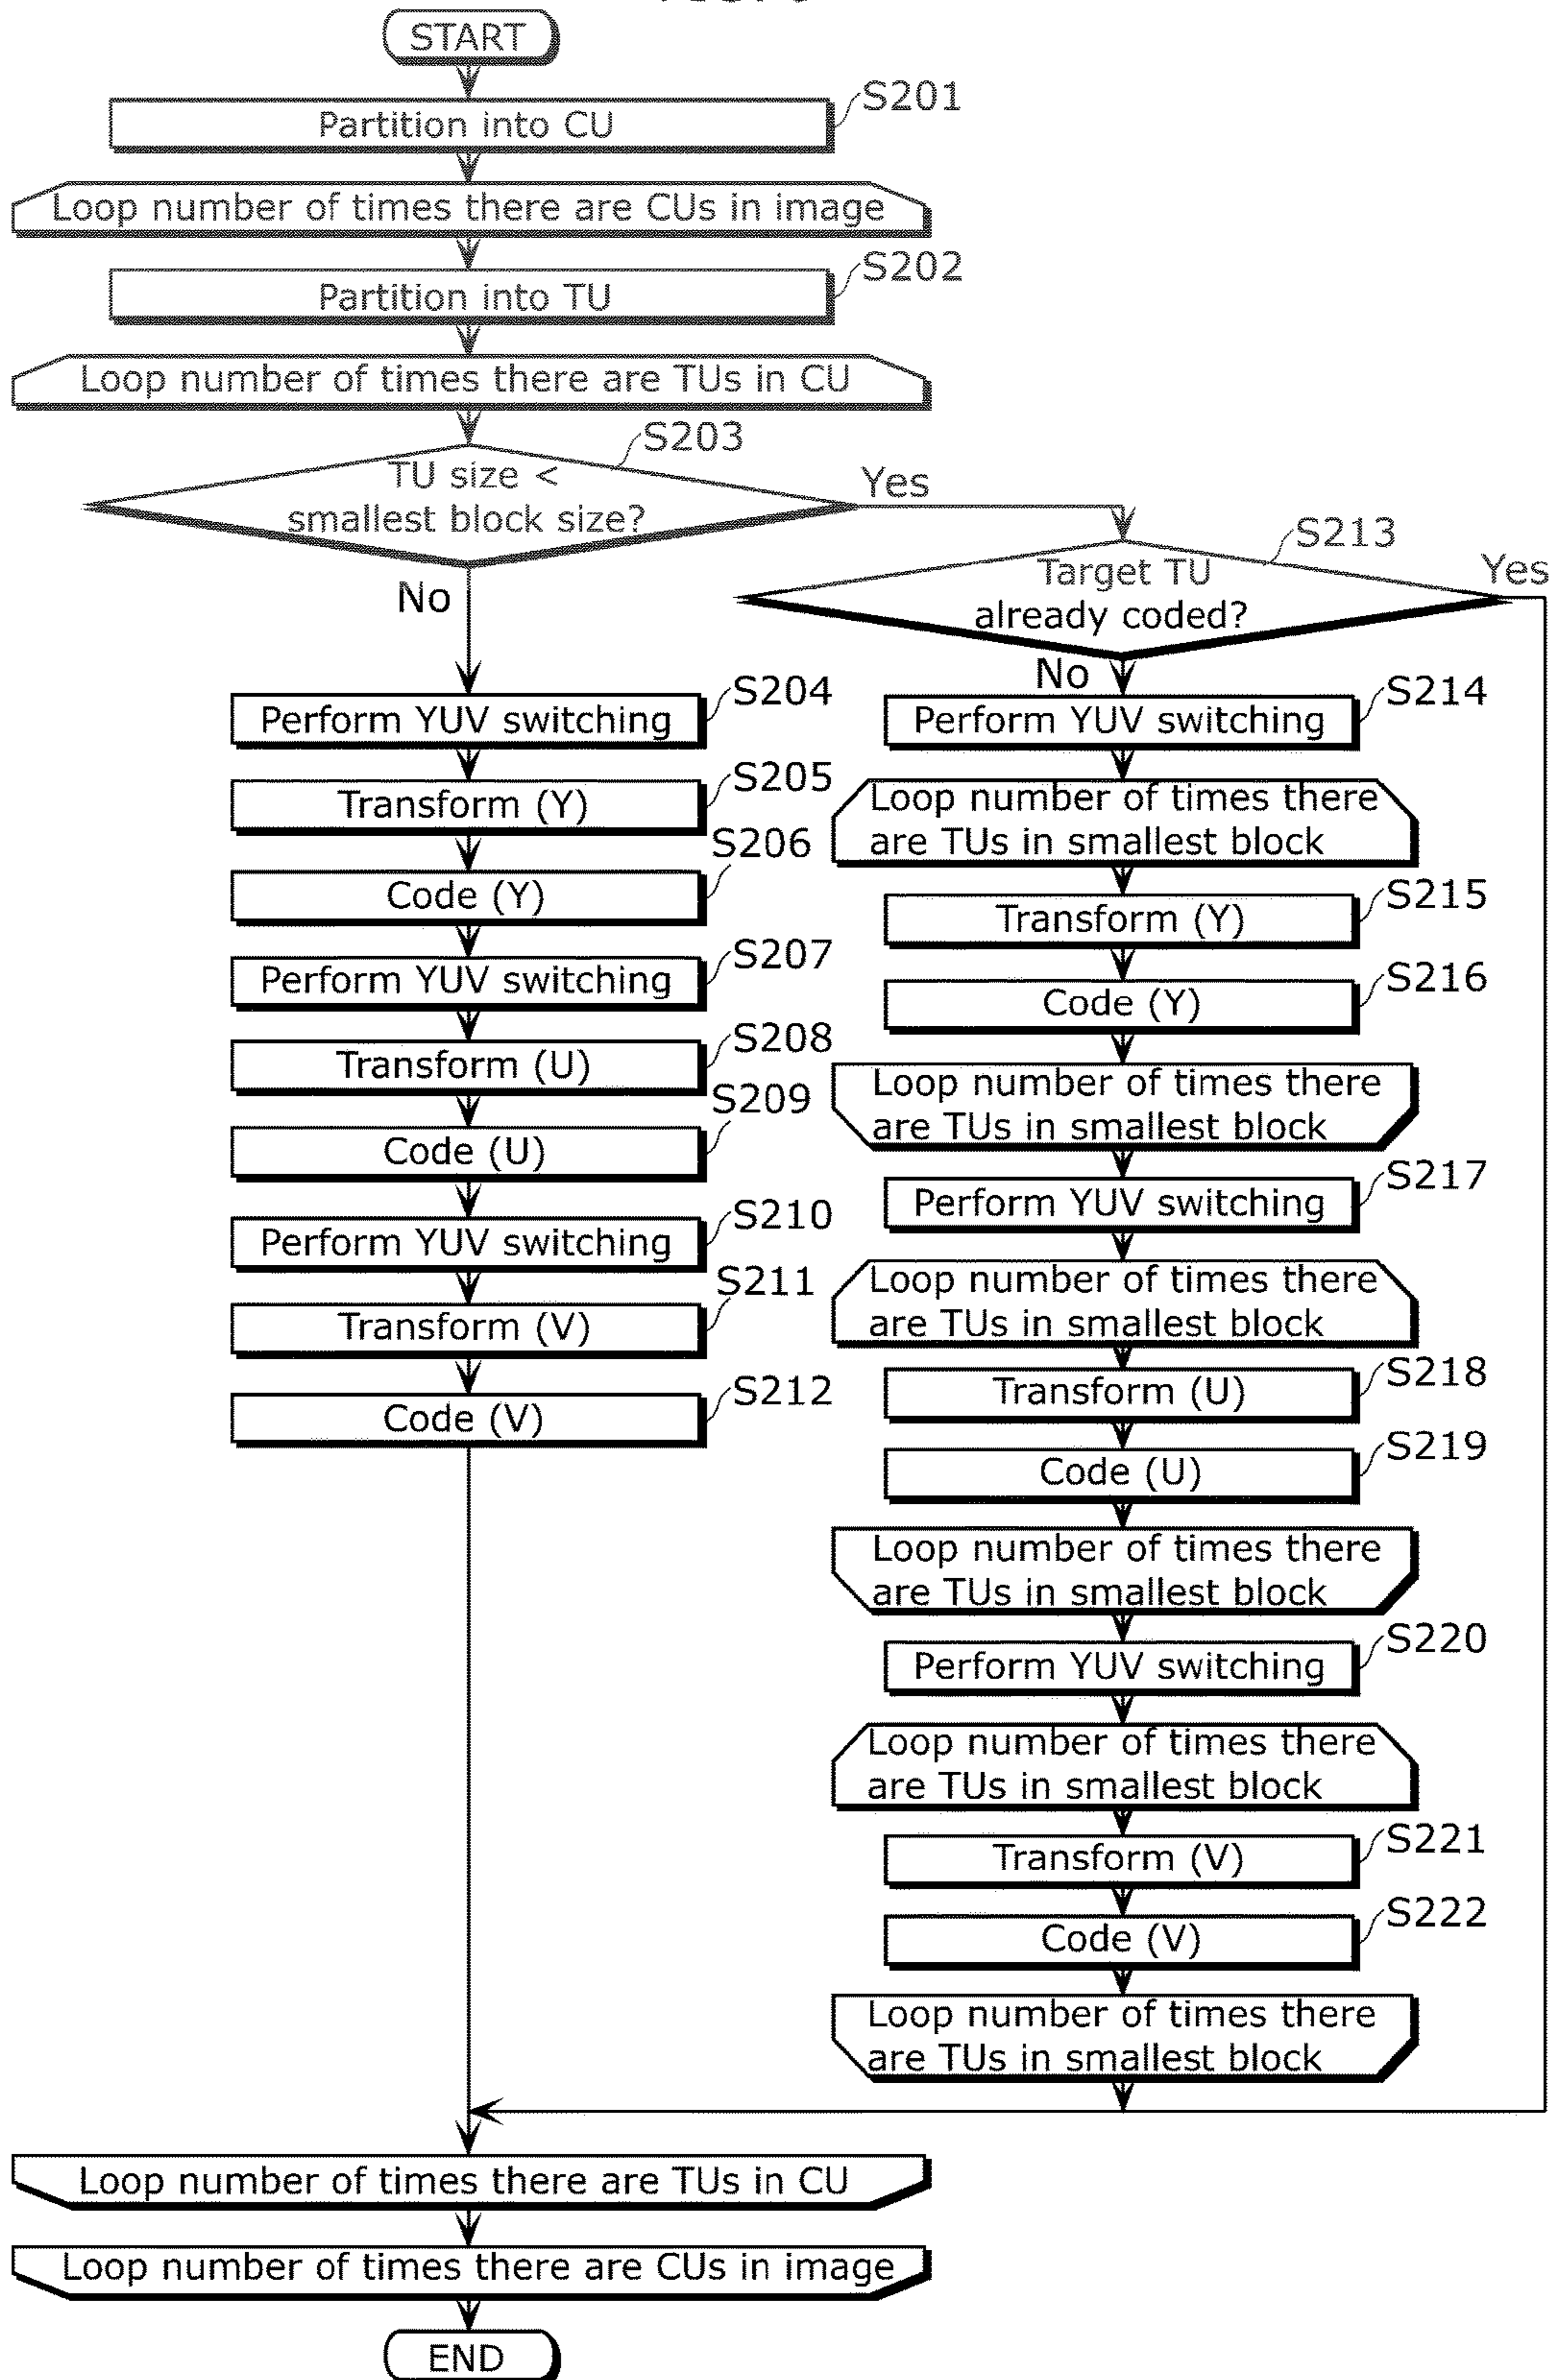 START
S201
Partition into CU
Loop number of times there are CUs in image
S202
Partition into TU
Loop number of times there are TUs in CU
S203
TU size <
smallest block size?
Yes
No
S204
Perform YUV switching
S205
Transform (Y)
S206
Code (Y)
S207
Perform YUV switching
S208
Transform (U)
S209
Code (U)
S210
Perform YUV switching
S211
Transform (V)
S212
Code (V)
S213
Target TU
already coded?
Yes
No
S214
Perform YUV switching
Loop number of times there
are TUs in smallest block
S215
Transform (Y)
S216
Code (Y)
Loop number of times there
are TUs in smallest block
S217
Perform YUV switching
Loop number of times there
are TUs in smallest block
S218
Transform (U)
S219
Code (U)
Loop number of times there
are TUs in smallest block
S220
Perform YUV switching
Loop number of times there
are TUs in smallest block
S221
Transform (V)
S222
Code (V)
Loop number of times there
are TUs in smallest block
Loop number of times there are TUs in CU
Loop number of times there are CUs in image
END